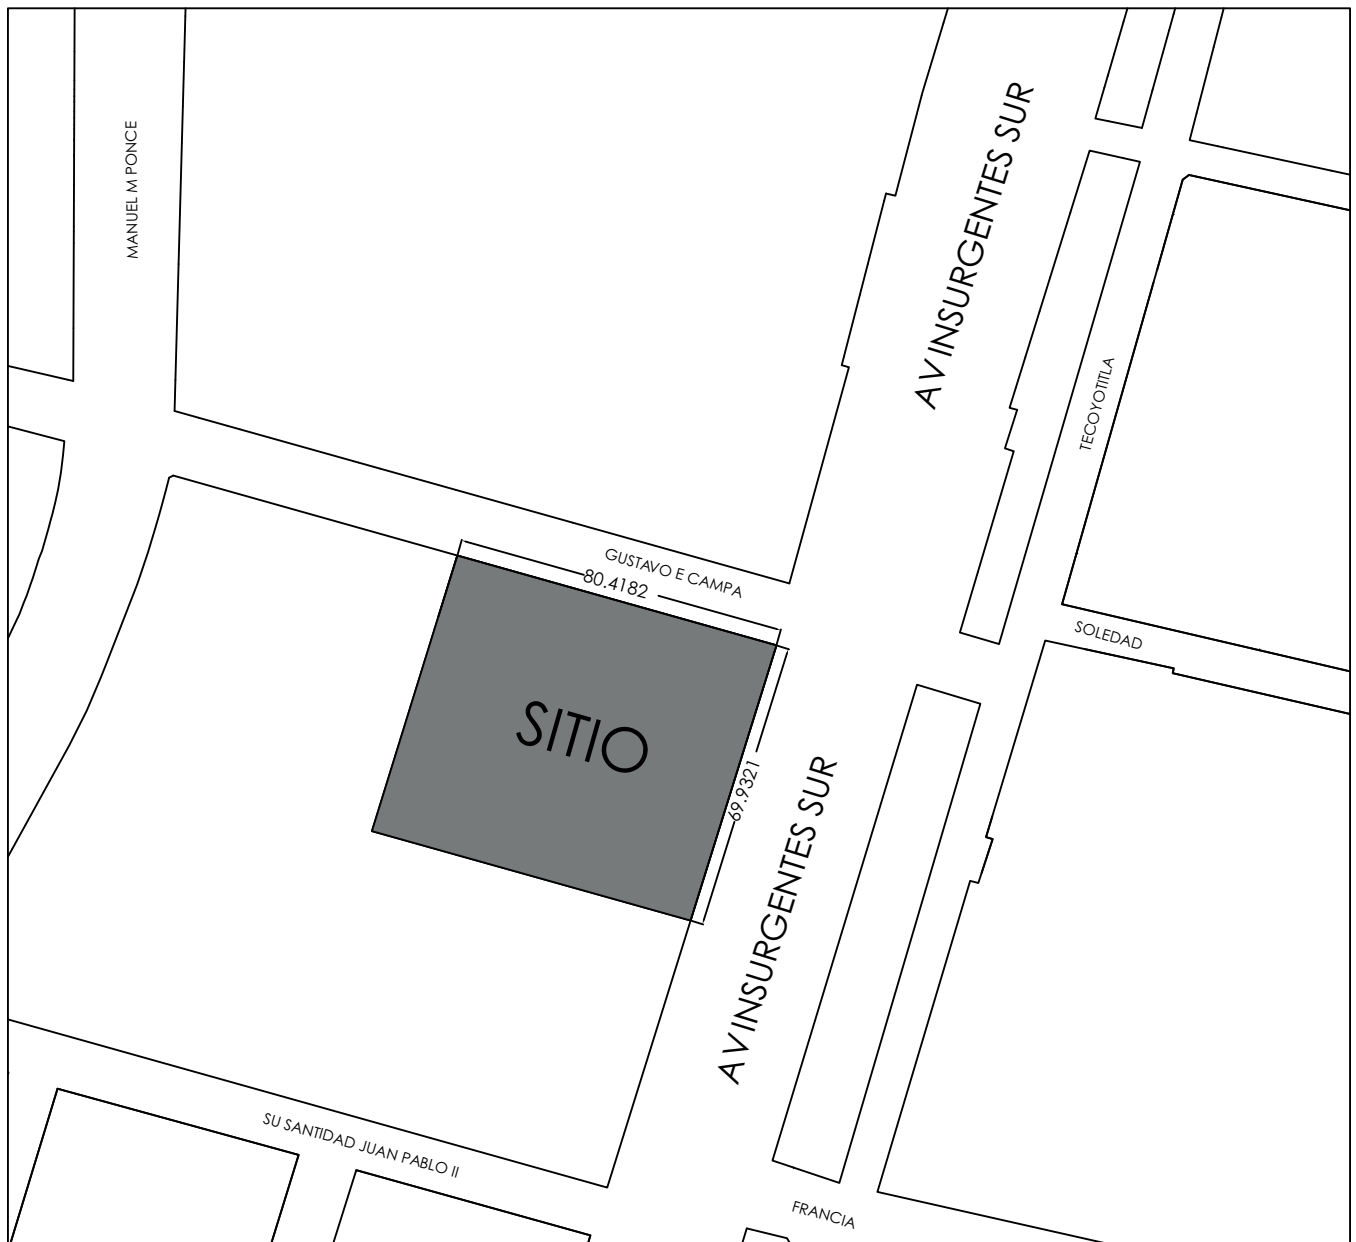 MANUEL M PONCE
AV INSURGENTES SUR
TECOYOTITLA
GUSTAVO E CAMPA
80.4182
SOLEDAD
SITIO
69.9321
AV INSURGENTES SUR
SU SANTIDAD JUAN PABLO II
FRANCIA